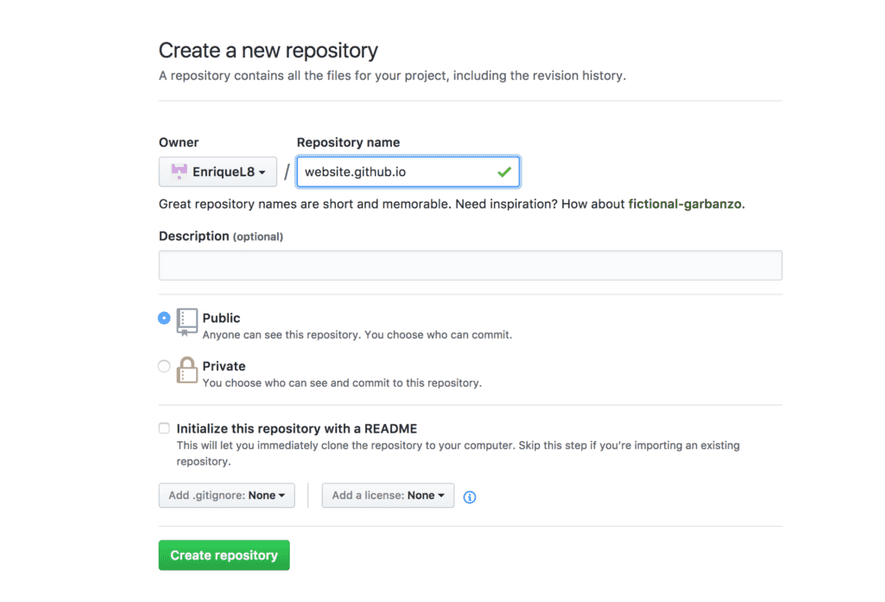 Create a new repository
A repository contains all the files for your project, including the revision history.
Owner
Repository name
EnriqueL8 / website.github.io
Great repository names are short and memorable. Need inspiration? How about fictional-garbanzo.
Description (optional)
Public
Anyone can see this repository. You choose who can commit.
Private
You choose who can see and commit to this repository.
Initialize this repository with a README
This will let you immediately clone the repository to your computer. Skip this step if you're importing an existing
repository.
Add .gitignore: None
Add a license: None
Create repository